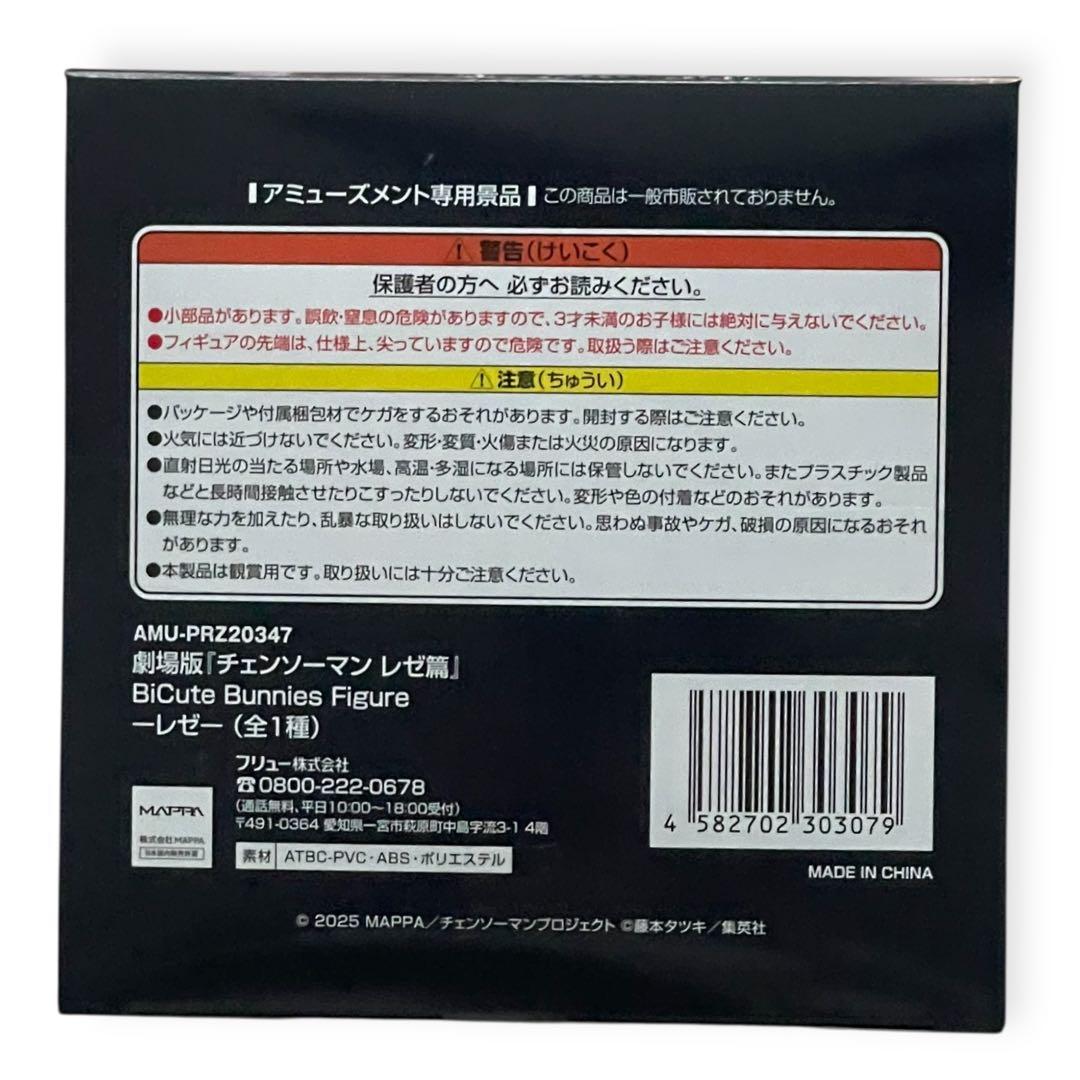 アミューズメント専用景品 この商品は一般市販されておりません。
⚠ 警告(けいこく)
保護者の方へ 必ずお読みください。
●小部品があります。誤飲・窒息の危険がありますので、3才未満のお子様には絶対に与えないでください。
●フィギュアの先端は、仕様上、尖っていますので危険です。取扱う際はご注意ください。
⚠ 注意(ちゅうい)
●パッケージや付属梱包材でケガをするおそれがあります。開封する際はご注意ください。
●火気には近づけないでください。変形・変質・火傷または火災の原因になります。
●直射日光の当たる場所や水場、高温・多湿になる場所には保管しないでください。またプラスチック製品
などと長時間接触させたりこすったりしないでください。変形や色の付着などのおそれがあります。
●無理な力を加えたり、乱暴な取り扱いはしないでください。思わぬ事故やケガ、破損の原因になるおそれ
があります。
●本製品は観賞用です。取り扱いには十分ご注意ください。
AMU-PRZ20347
劇場版『チェンソーマン レゼ篇』
BiCute Bunnies Figure
ーレゼー (全1種)
フリュー株式会社
☎0800-222-0678
(通話無料、平日10:00〜18:00受付)
〒491-0364 愛知県一宮市萩原町中島字流3-1 4階
MAPPA
株式会社MAPPA
日本国内販売許諾
素材 ATBC-PVC・ABS・ポリエステル
4 582702 303079
MADE IN CHINA
© 2025 MAPPA/チェンソーマンプロジェクト ©藤本タツキ/集英社